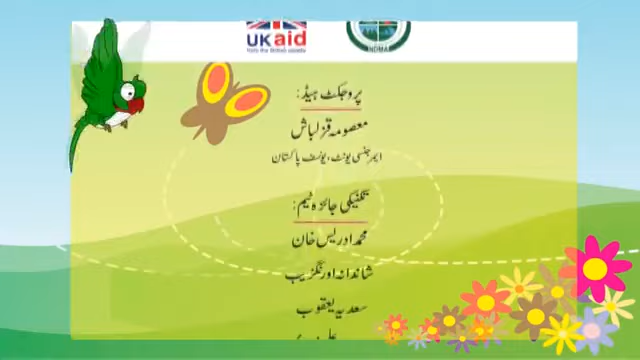 UKaid
from the British people
NDMA
پروجیکٹ ہیڈ:
معصومہ قزلباش
ایمرجنسی یونٹ، یونٹ پاکستان
تکنیکی جائزہ ٹیم:
محمد ادریس خان
شاندانہ اورنگزیب
سعدیہ یعقوب